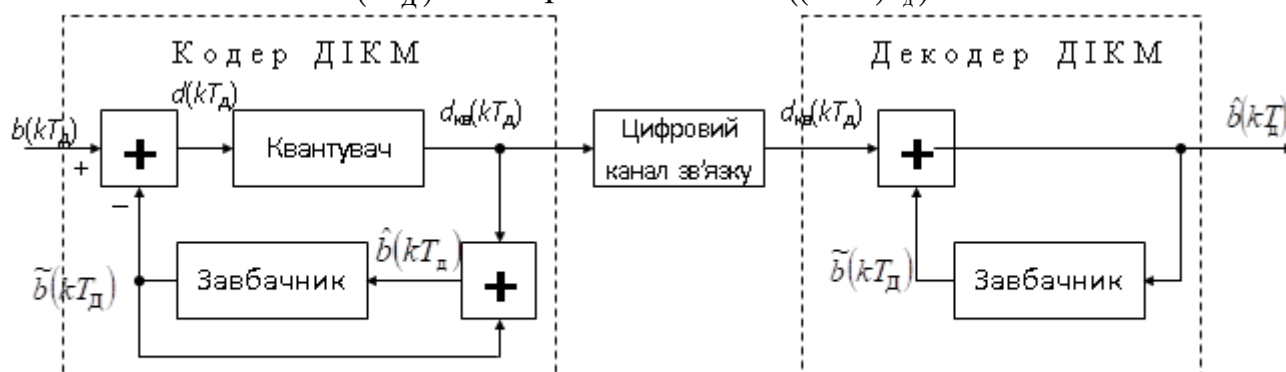 Кодер ДІКМ
Декодер ДІКМ
b(kTд)
+
d(kTд)
+
−
Квантувач
dкв(kTд)
Цифровий
канал зв'язку
dкв(kTд)
+
b̂(kTд)
b̃(kTд)
Завбачник
b̂(kTд)
+
b̃(kTд)
Завбачник